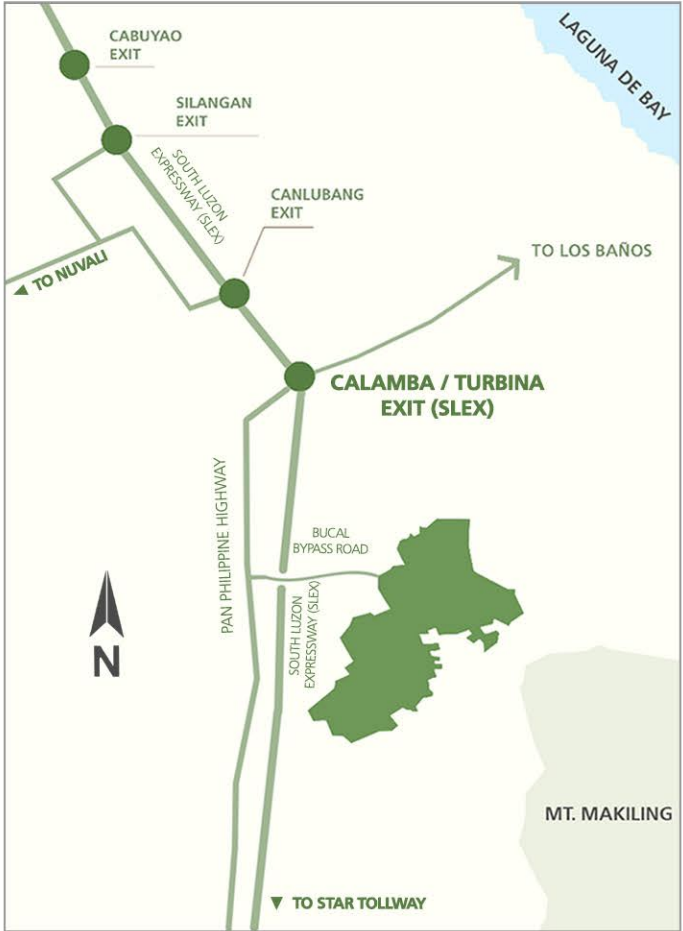 LAGUNA DE BAY
CABUYAO
EXIT
SILANGAN
EXIT
SOUTH LUZON
EXPRESSWAY (SLEX)
CANLUBANG
EXIT
TO LOS BAÑOS
◀ TO NUVALI
CALAMBA / TURBINA
EXIT (SLEX)
PAN PHILIPPINE HIGHWAY
BUCAL
BYPASS ROAD
SOUTH LUZON
EXPRESSWAY (SLEX)
N
MT. MAKILING
▼ TO STAR TOLLWAY